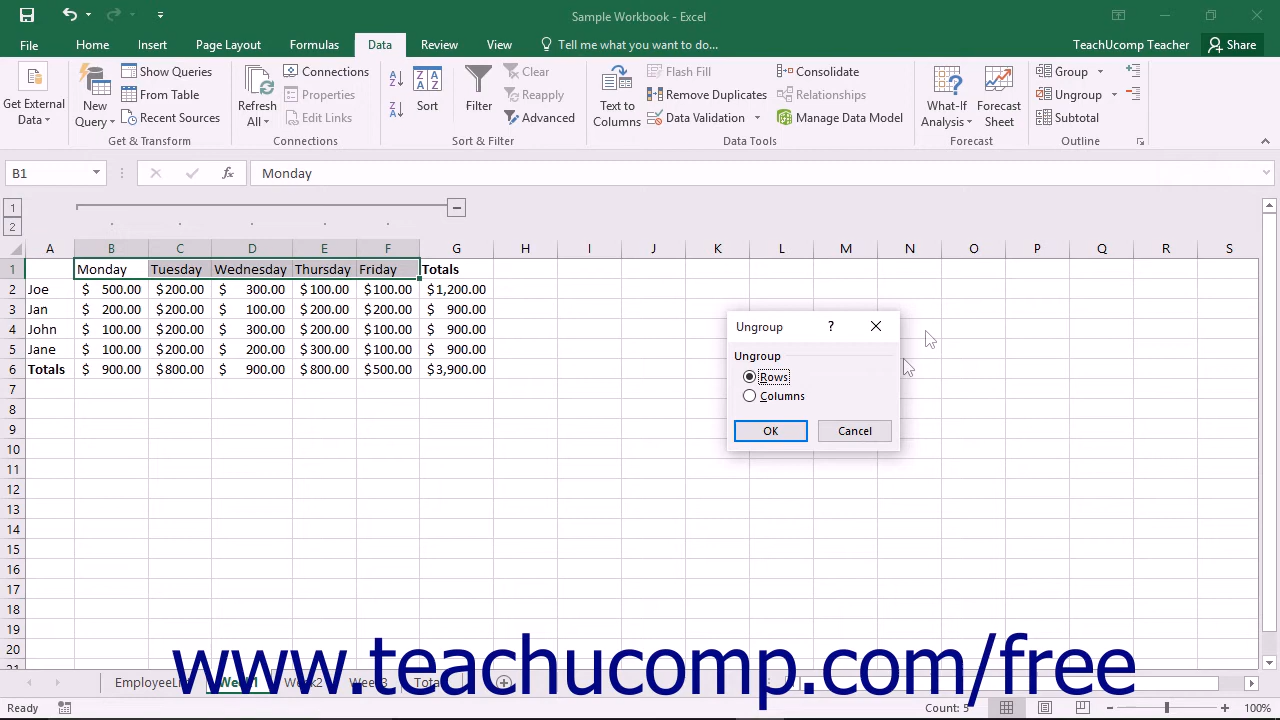 Sample Workbook - Excel
File Home Insert Page Layout Formulas Data Review View Tell me what you want to do... TeachUcomp Teacher Share
Get External Data
New Query
Show Queries
From Table
Recent Sources
Get & Transform
Refresh All
Connections
Properties
Edit Links
Connections
Sort
Filter
Clear
Reapply
Advanced
Sort & Filter
Text to Columns
Flash Fill
Remove Duplicates
Data Validation
Consolidate
Relationships
Manage Data Model
Data Tools
What-If Analysis
Forecast Sheet
Forecast
Group
Ungroup
Subtotal
Outline
B1 fx Monday
1
2
A B C D E F G H I J K L M N O P Q R S
1 Monday Tuesday Wednesday Thursday Friday Totals
2 Joe $ 500.00 $200.00 $ 300.00 $100.00 $100.00 $1,200.00
3 Jan $ 200.00 $200.00 $ 100.00 $200.00 $200.00 $ 900.00
4 John $ 100.00 $200.00 $ 300.00 $200.00 $100.00 $ 900.00
5 Jane $ 100.00 $200.00 $ 200.00 $300.00 $100.00 $ 900.00
6 Totals $ 900.00 $800.00 $ 900.00 $800.00 $500.00 $3,900.00
7
8
9
10
11
12
13
14
15
16
17
18
19
20
21
Ungroup ?
Ungroup
Rows
Columns
OK Cancel
www.teachucomp.com/free
Ready Count: 5 100%